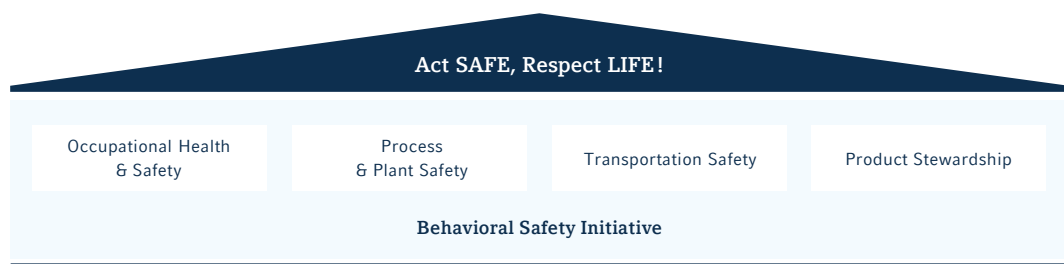 Act SAFE, Respect LIFE!
Occupational Health
& Safety
Process
& Plant Safety
Transportation Safety
Product Stewardship
Behavioral Safety Initiative